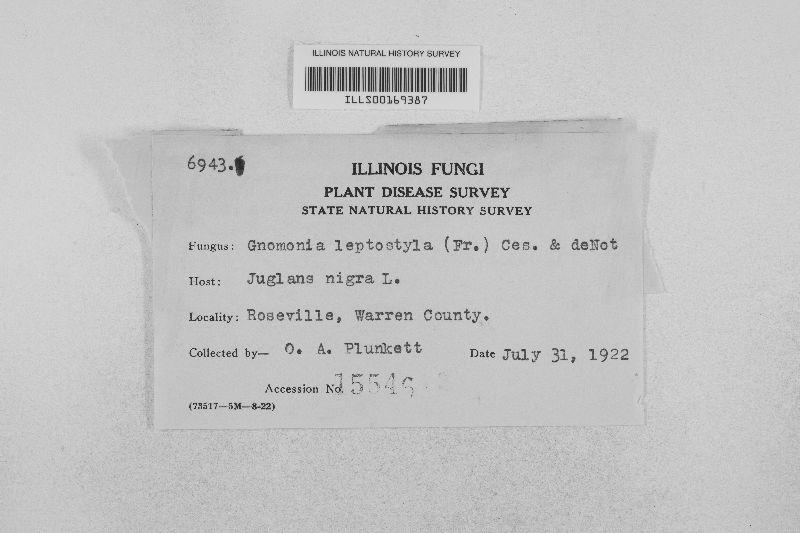 ILLINOIS NATURAL HISTORY SURVEY
ILLS00169387
6943.
ILLINOIS FUNGI
PLANT DISEASE SURVEY
STATE NATURAL HISTORY SURVEY
Fungus: Gnomonia leptostyla (Fr.) Ces. & deNot
Host: Juglans nigra L.
Locality: Roseville, Warren County.
Collected by— O. A. Plunkett Date July 31, 1922
Accession No.
(73517—5M—8-22)